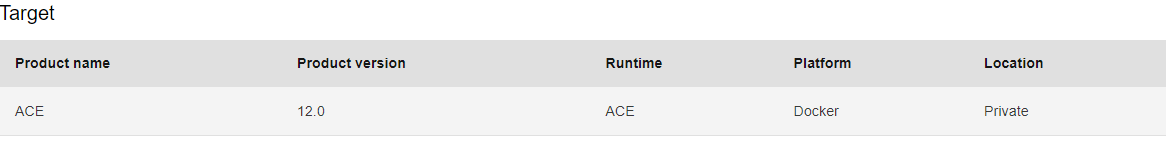 Target
Product name Product version Runtime Platform Location
ACE 12.0 ACE Docker Private